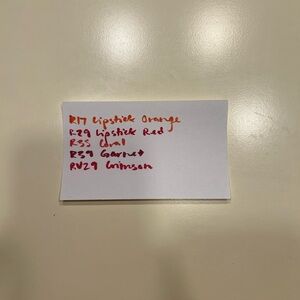 R17 Lipstick Orange
R29 Lipstick Red
R35 Coral
R59 Garnet
RV29 Crimson